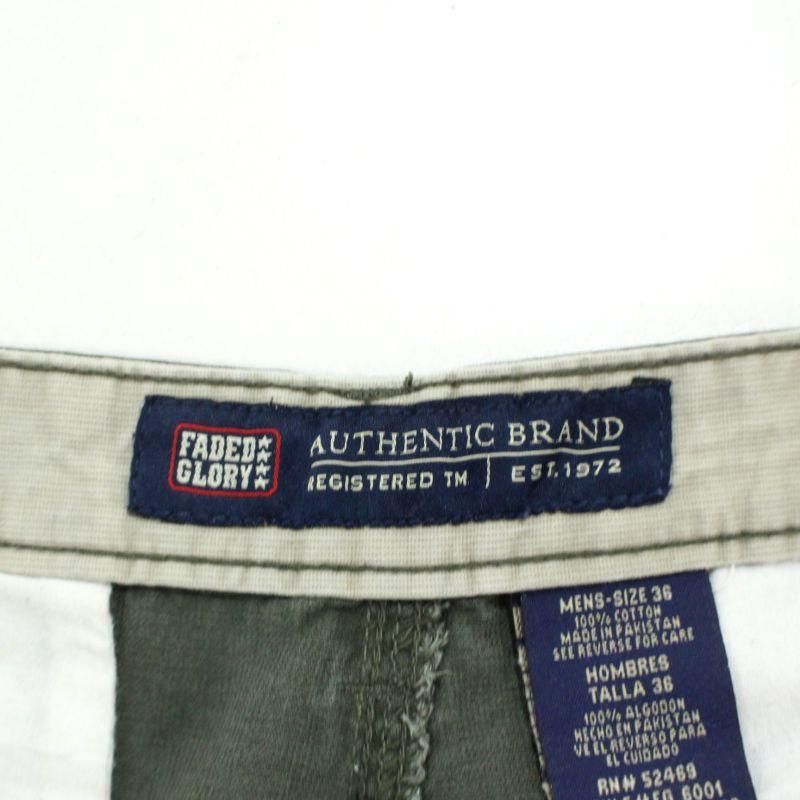 FADED
GLORY
AUTHENTIC BRAND
REGISTERED TM | EST. 1972
MENS-SIZE 36
100% COTTON
MADE IN PAKISTAN
SEE REVERSE FOR CARE
HOMBRES
TALLA 36
100% ALGODON
HECHO EN PAKISTAN
VE EL REVERSO PARA
EL CUIDADO
RN# 52469
6001